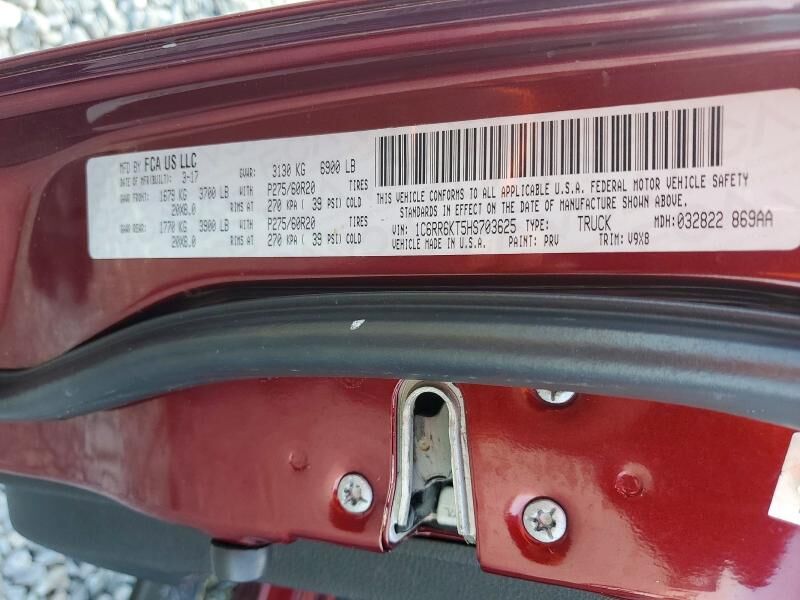 MFD BY FCA US LLC GVWR: 3130 KG 6900 LB
DATE OF MFR(BUILT): 3-17
GAWR FRONT: 1679 KG 3700 LB WITH P275/60R20 TIRES
20X8.0 RIMS AT 270 KPA ( 39 PSI) COLD
GAWR REAR: 1770 KG 3900 LB WITH P275/60R20 TIRES
20X8.0 RIMS AT 270 KPA ( 39 PSI) COLD
THIS VEHICLE CONFORMS TO ALL APPLICABLE U.S.A. FEDERAL MOTOR VEHICLE SAFETY
STANDARDS IN EFFECT ON THE DATE OF MANUFACTURE SHOWN ABOVE.
VIN: 1C6RR6KT5HS703625 TYPE: TRUCK MDH: 032822 869AA
VEHICLE MADE IN U.S.A. PAINT: PRV TRIM: V9X8